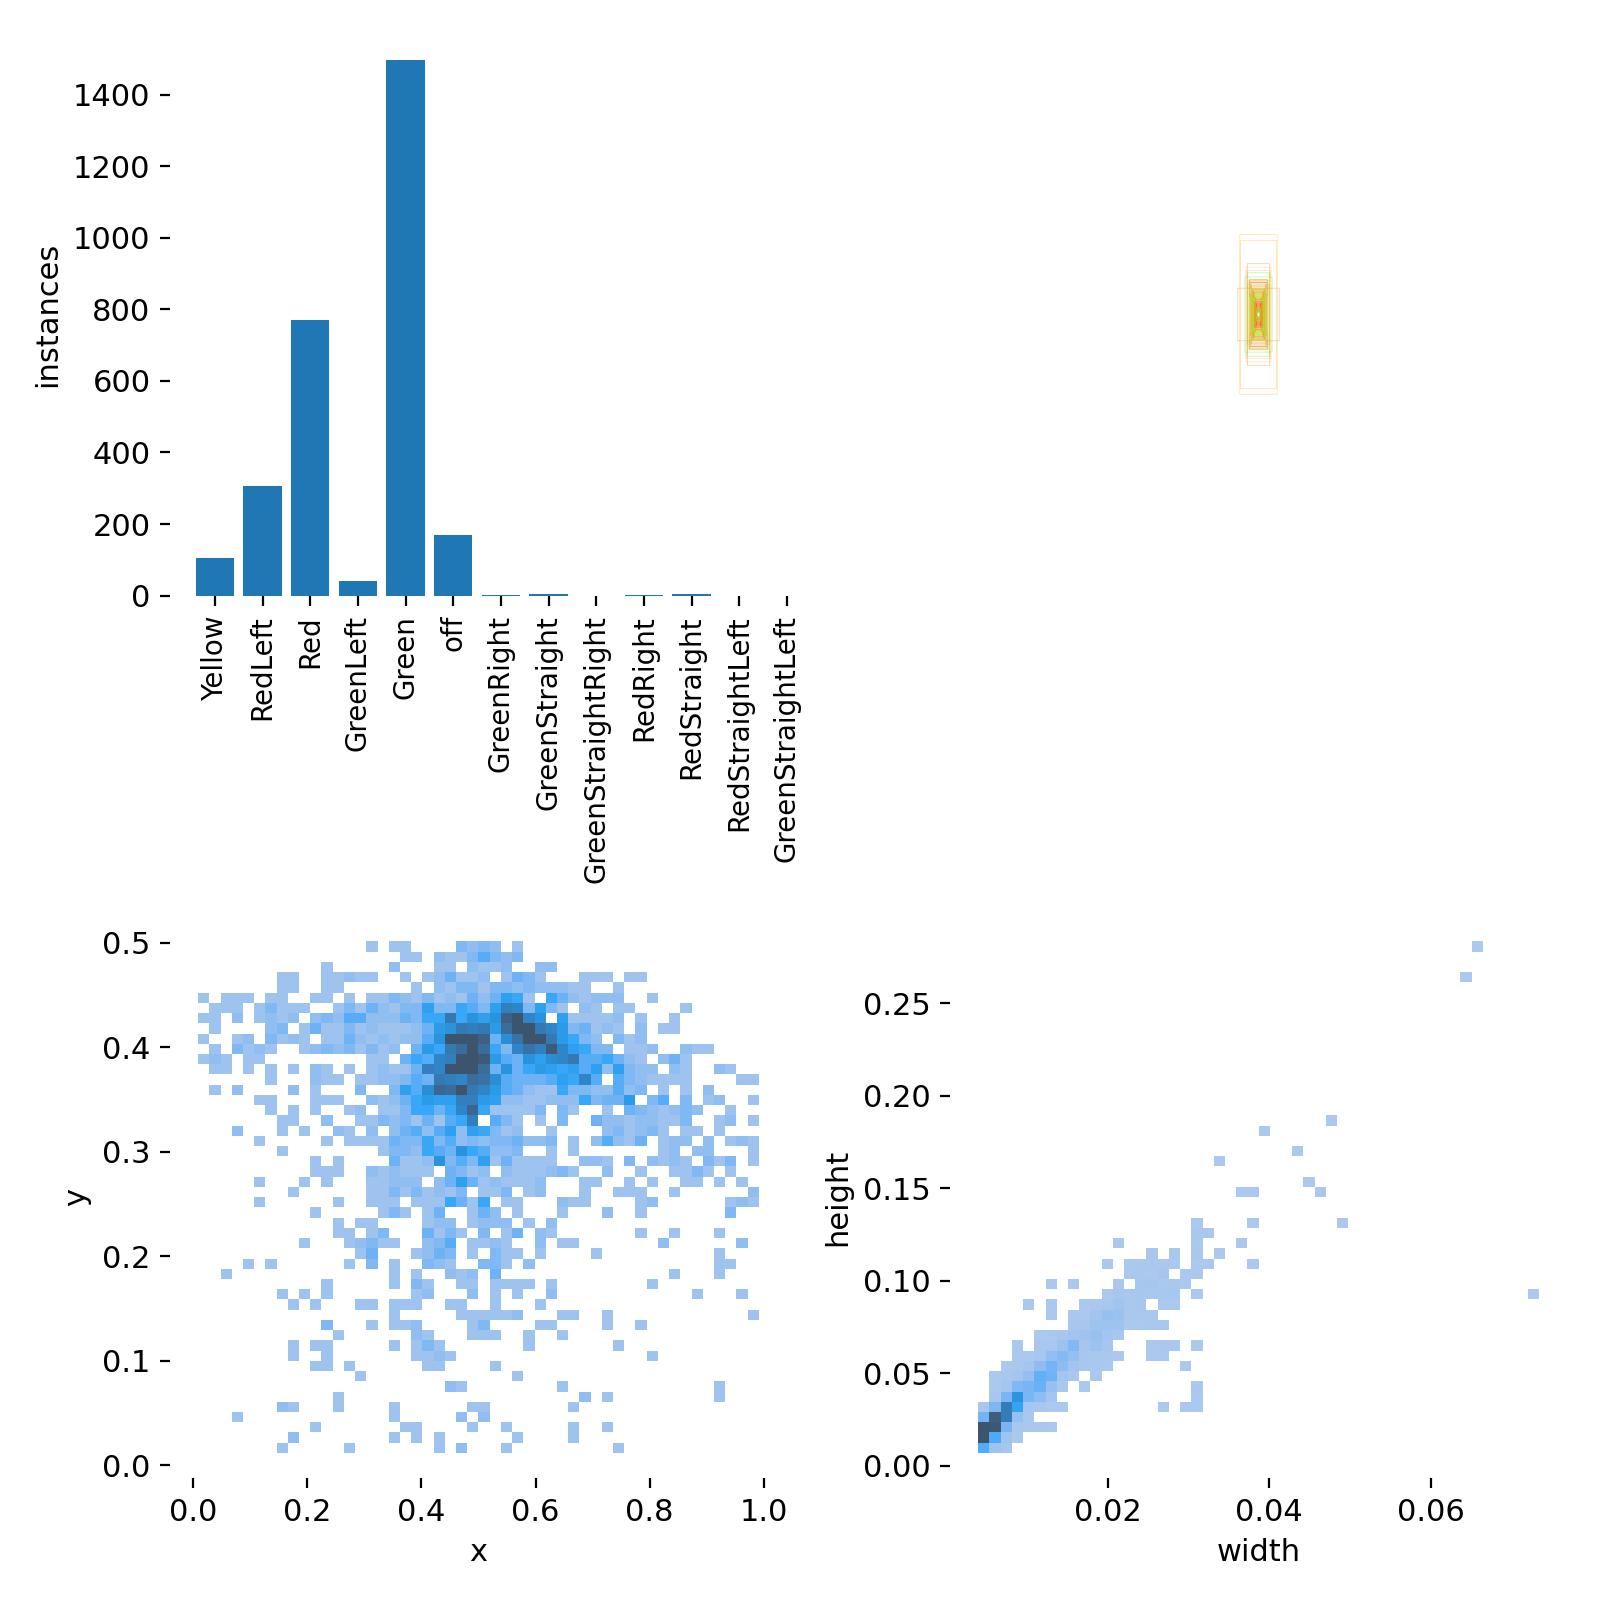 1400
1200
1000
800
600
400
200
0
instances
Yellow
RedLeft
Red
GreenLeft
Green
off
GreenRight
GreenStraight
GreenStraightRight
RedRight
RedStraight
RedStraightLeft
GreenStraightLeft
0.5
0.4
0.3
0.2
0.1
0.0
y
0.0 0.2 0.4 0.6 0.8 1.0
x
0.25
0.20
0.15
0.10
0.05
0.00
height
0.02 0.04 0.06
width